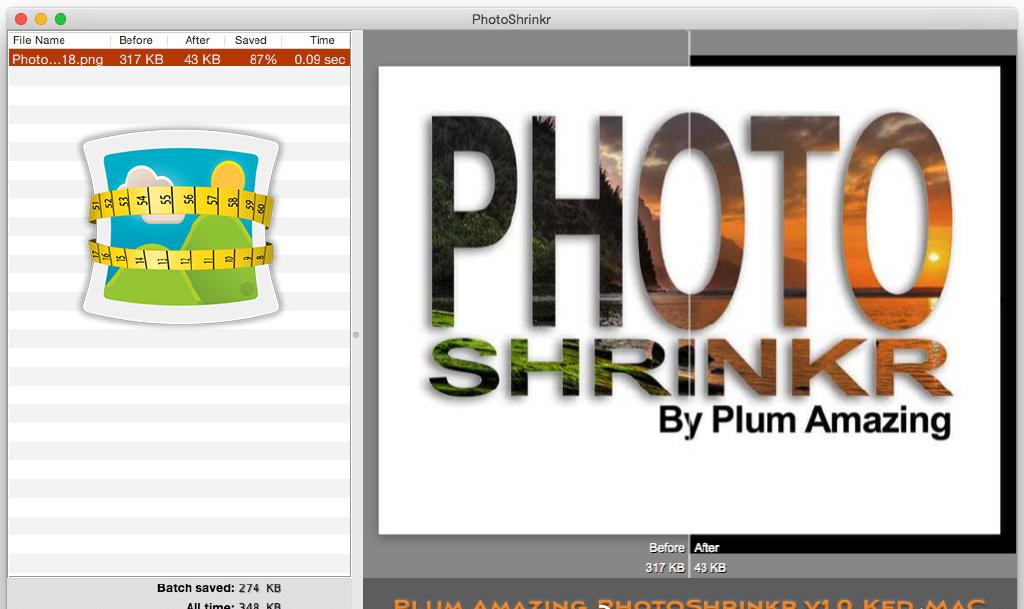 PhotoShrinkr
File Name Before After Saved Time
Photo...18.png 317 KB 43 KB 87% 0.09 sec
51 52 53 54 55 56 57 58 59 60
17 16 15 14 13 12 11 10 9 8
PHOTO
SHRINKR
By Plum Amazing
Before After
317 KB 43 KB
Batch saved: 274 KB
All time: 348 KB
Plum Amazing PhotoShrinkr v1.0 Ked .MAC